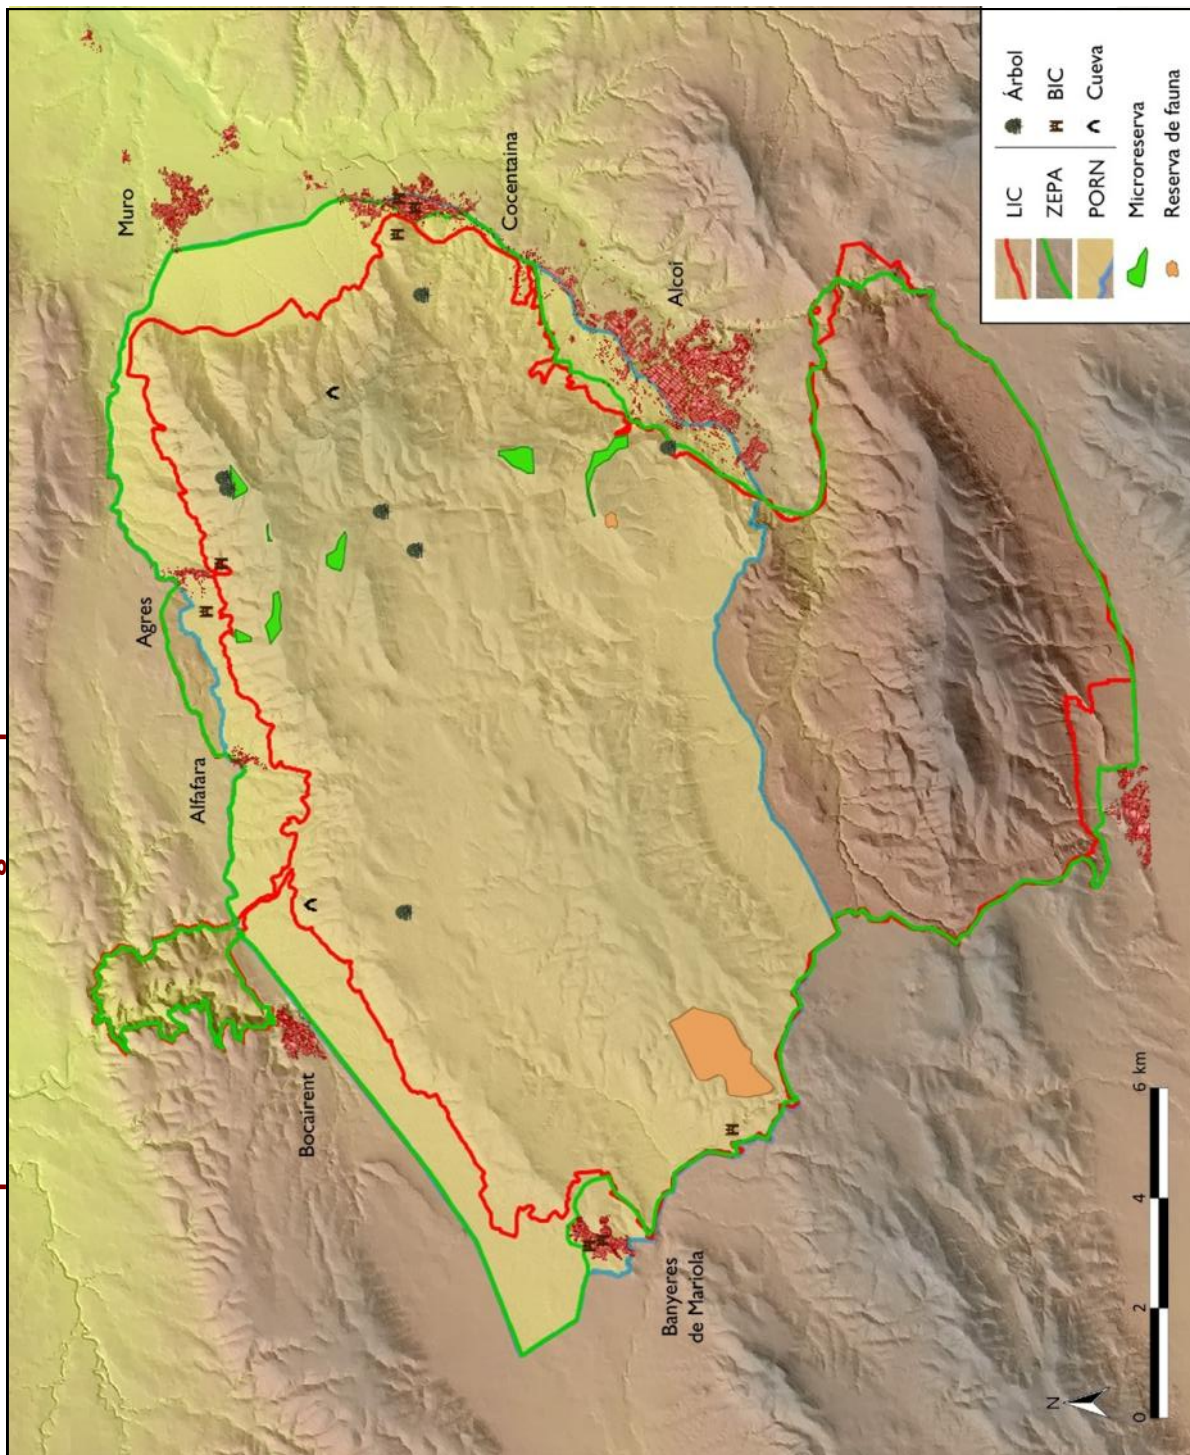 Muro
Cocentaina
Alcoi
Agres
Alfafara
Bocairent
Banyeres
de Mariola
LIC
ZEPA
PORN
Árbol
BIC
Cueva
Microreserva
Reserva de fauna
N
0 2 4 6 km